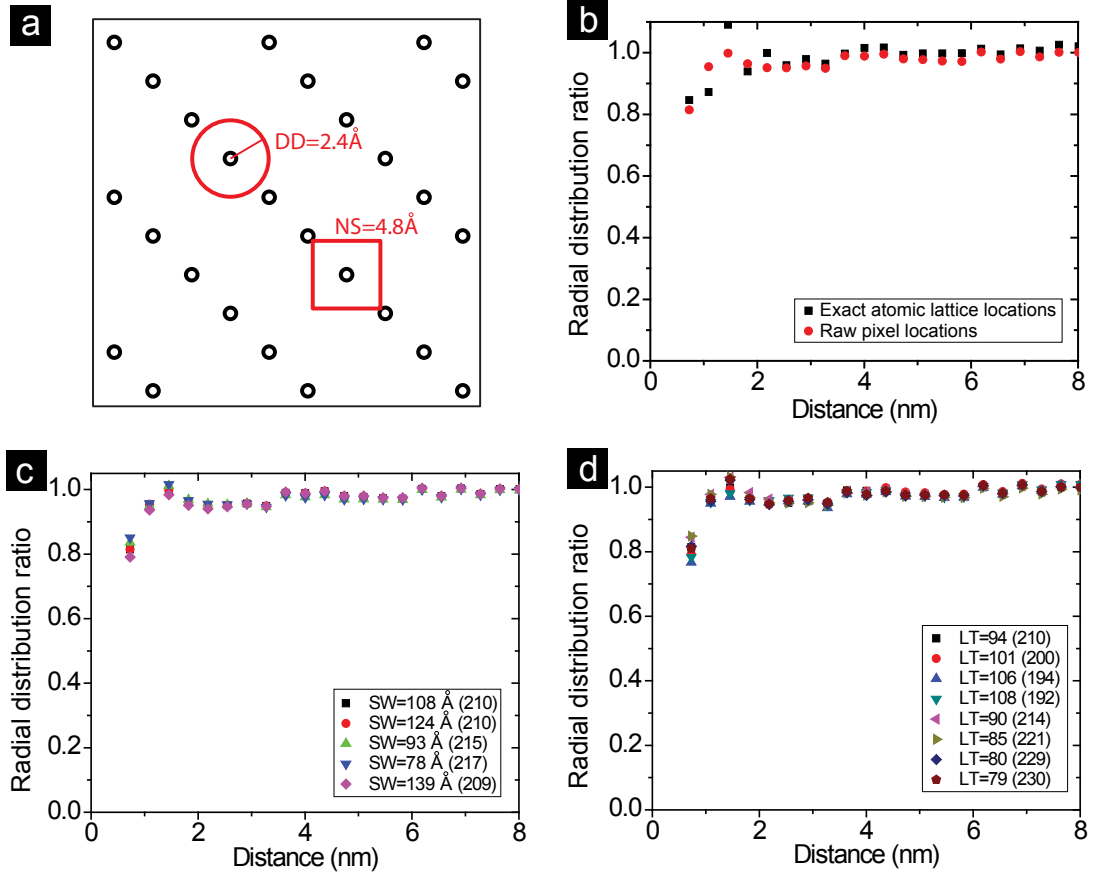 a
DD=2.4Å
NS=4.8Å
b
Radial distribution ratio
1.0
0.8
0.6
0.4
0.2
0.0
Exact atomic lattice locations
Raw pixel locations
0 2 4 6 8
Distance (nm)
c
Radial distribution ratio
1.0
0.8
0.6
0.4
0.2
0.0
SW=108 Å (210)
SW=124 Å (210)
SW=93 Å (215)
SW=78 Å (217)
SW=139 Å (209)
0 2 4 6 8
Distance (nm)
d
Radial distribution ratio
1.0
0.8
0.6
0.4
0.2
0.0
LT=94 (210)
LT=101 (200)
LT=106 (194)
LT=108 (192)
LT=90 (214)
LT=85 (221)
LT=80 (229)
LT=79 (230)
0 2 4 6 8
Distance (nm)